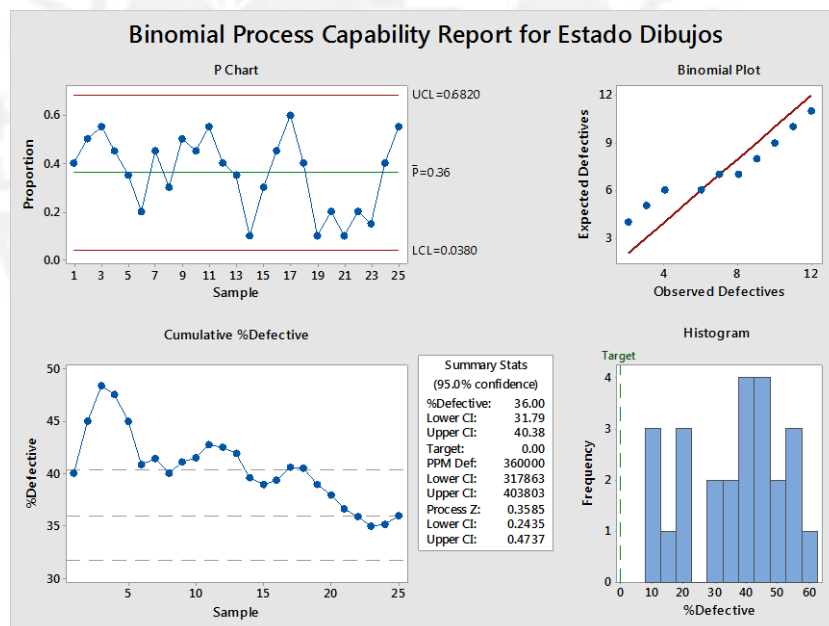 Binomial Process Capability Report for Estado Dibujos
P Chart
UCL=0.6820
P̄=0.36
LCL=0.0380
0.6
0.4
0.2
0.0
Proportion
1 3 5 7 9 11 13 15 17 19 21 23 25
Sample
Binomial Plot
12
9
6
3
Expected Defectives
4 8 12
Observed Defectives
Cumulative %Defective
50
45
40
35
30
%Defective
5 10 15 20 25
Sample
Summary Stats
(95.0% confidence)
%Defective: 36.00
Lower CI: 31.79
Upper CI: 40.38
Target: 0.00
PPM Def: 360000
Lower CI: 317863
Upper CI: 403803
Process Z: 0.3585
Lower CI: 0.2435
Upper CI: 0.4737
Histogram
Target
4
3
2
1
0
Frequency
0 10 20 30 40 50 60
%Defective